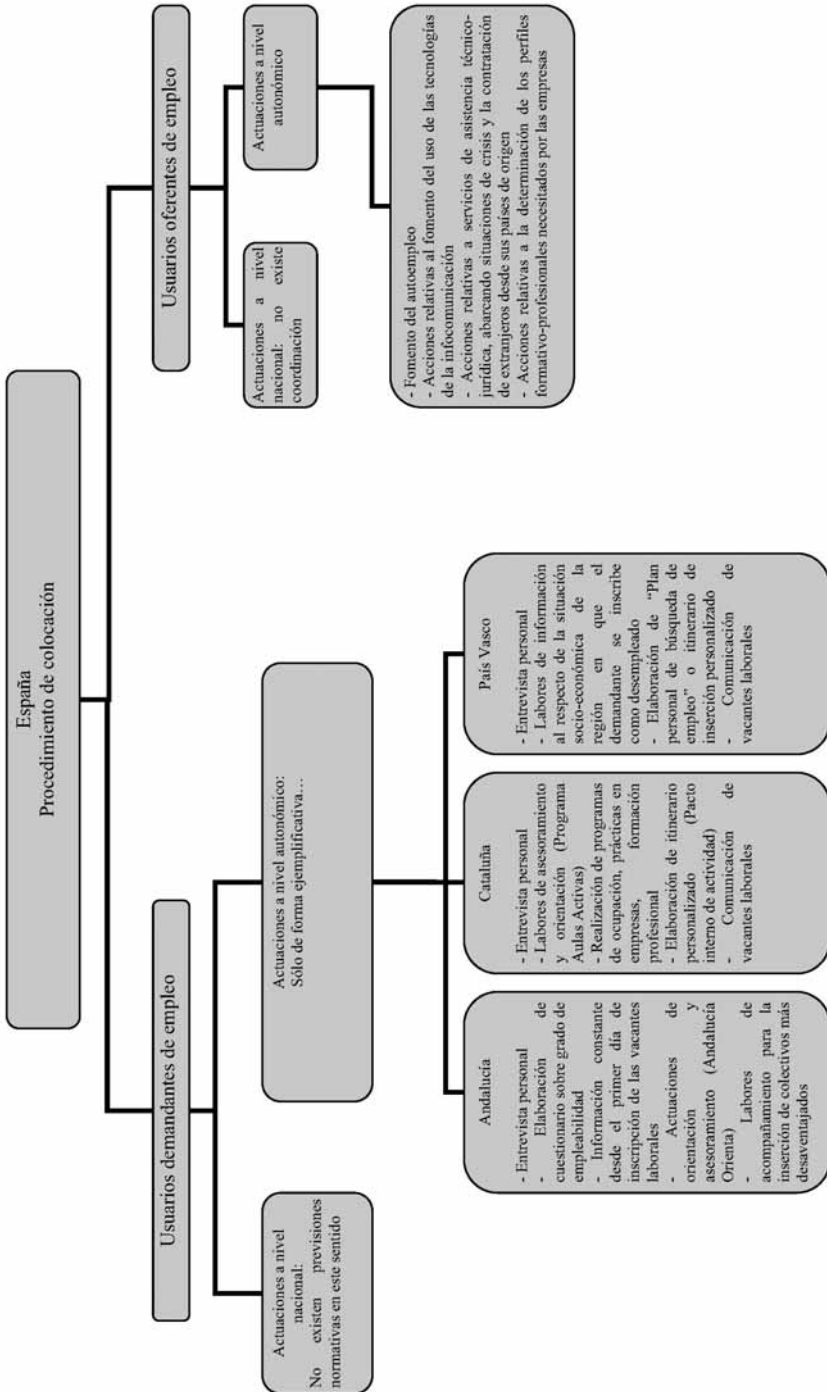 España
Procedimiento de colocación
Usuarios demandantes de empleo
Actuaciones a nivel
nacional:
No existen previsiones
normativas en este sentido
Actuaciones a nivel autonómico:
Sólo de forma ejemplificativa…
Andalucía
- Entrevista personal
- Elaboración de
cuestionario sobre grado de
empleabilidad
- Información constante
desde el primer día de
inscripción de las vacantes
laborales
- Actuaciones de
orientación y
asesoramiento (Andalucía
Orienta)
- Labores de
acompañamiento para la
inserción de colectivos más
desaventajados
Cataluña
- Entrevista personal
- Labores de asesoramiento
y orientación (Programa
Aulas Activas)
- Realización de programas
de ocupación, prácticas en
empresas, formación
profesional
- Elaboración de itinerario
personalizado (Pacto
interno de actividad)
- Comunicación de
vacantes laborales
País Vasco
- Entrevista personal
- Labores de información
al respecto de la situación
socio-económica de la
región en que el
demandante se inscribe
como desempleado
- Elaboración de “Plan
personal de búsqueda de
empleo” o itinerario de
inserción personalizado
- Comunicación de
vacantes laborales
Usuarios oferentes de empleo
Actuaciones a nivel
nacional: no existe
coordinación
Actuaciones a nivel
autonómico
- Fomento del autoempleo
- Acciones relativas al fomento del uso de las tecnologías
de la infocomunicación
- Acciones relativas a servicios de asistencia técnico-
jurídica, abarcando situaciones de crisis y la contratación
de extranjeros desde sus países de origen
- Acciones relativas a la determinación de los perfiles
formativo-profesionales necesitados por las empresas